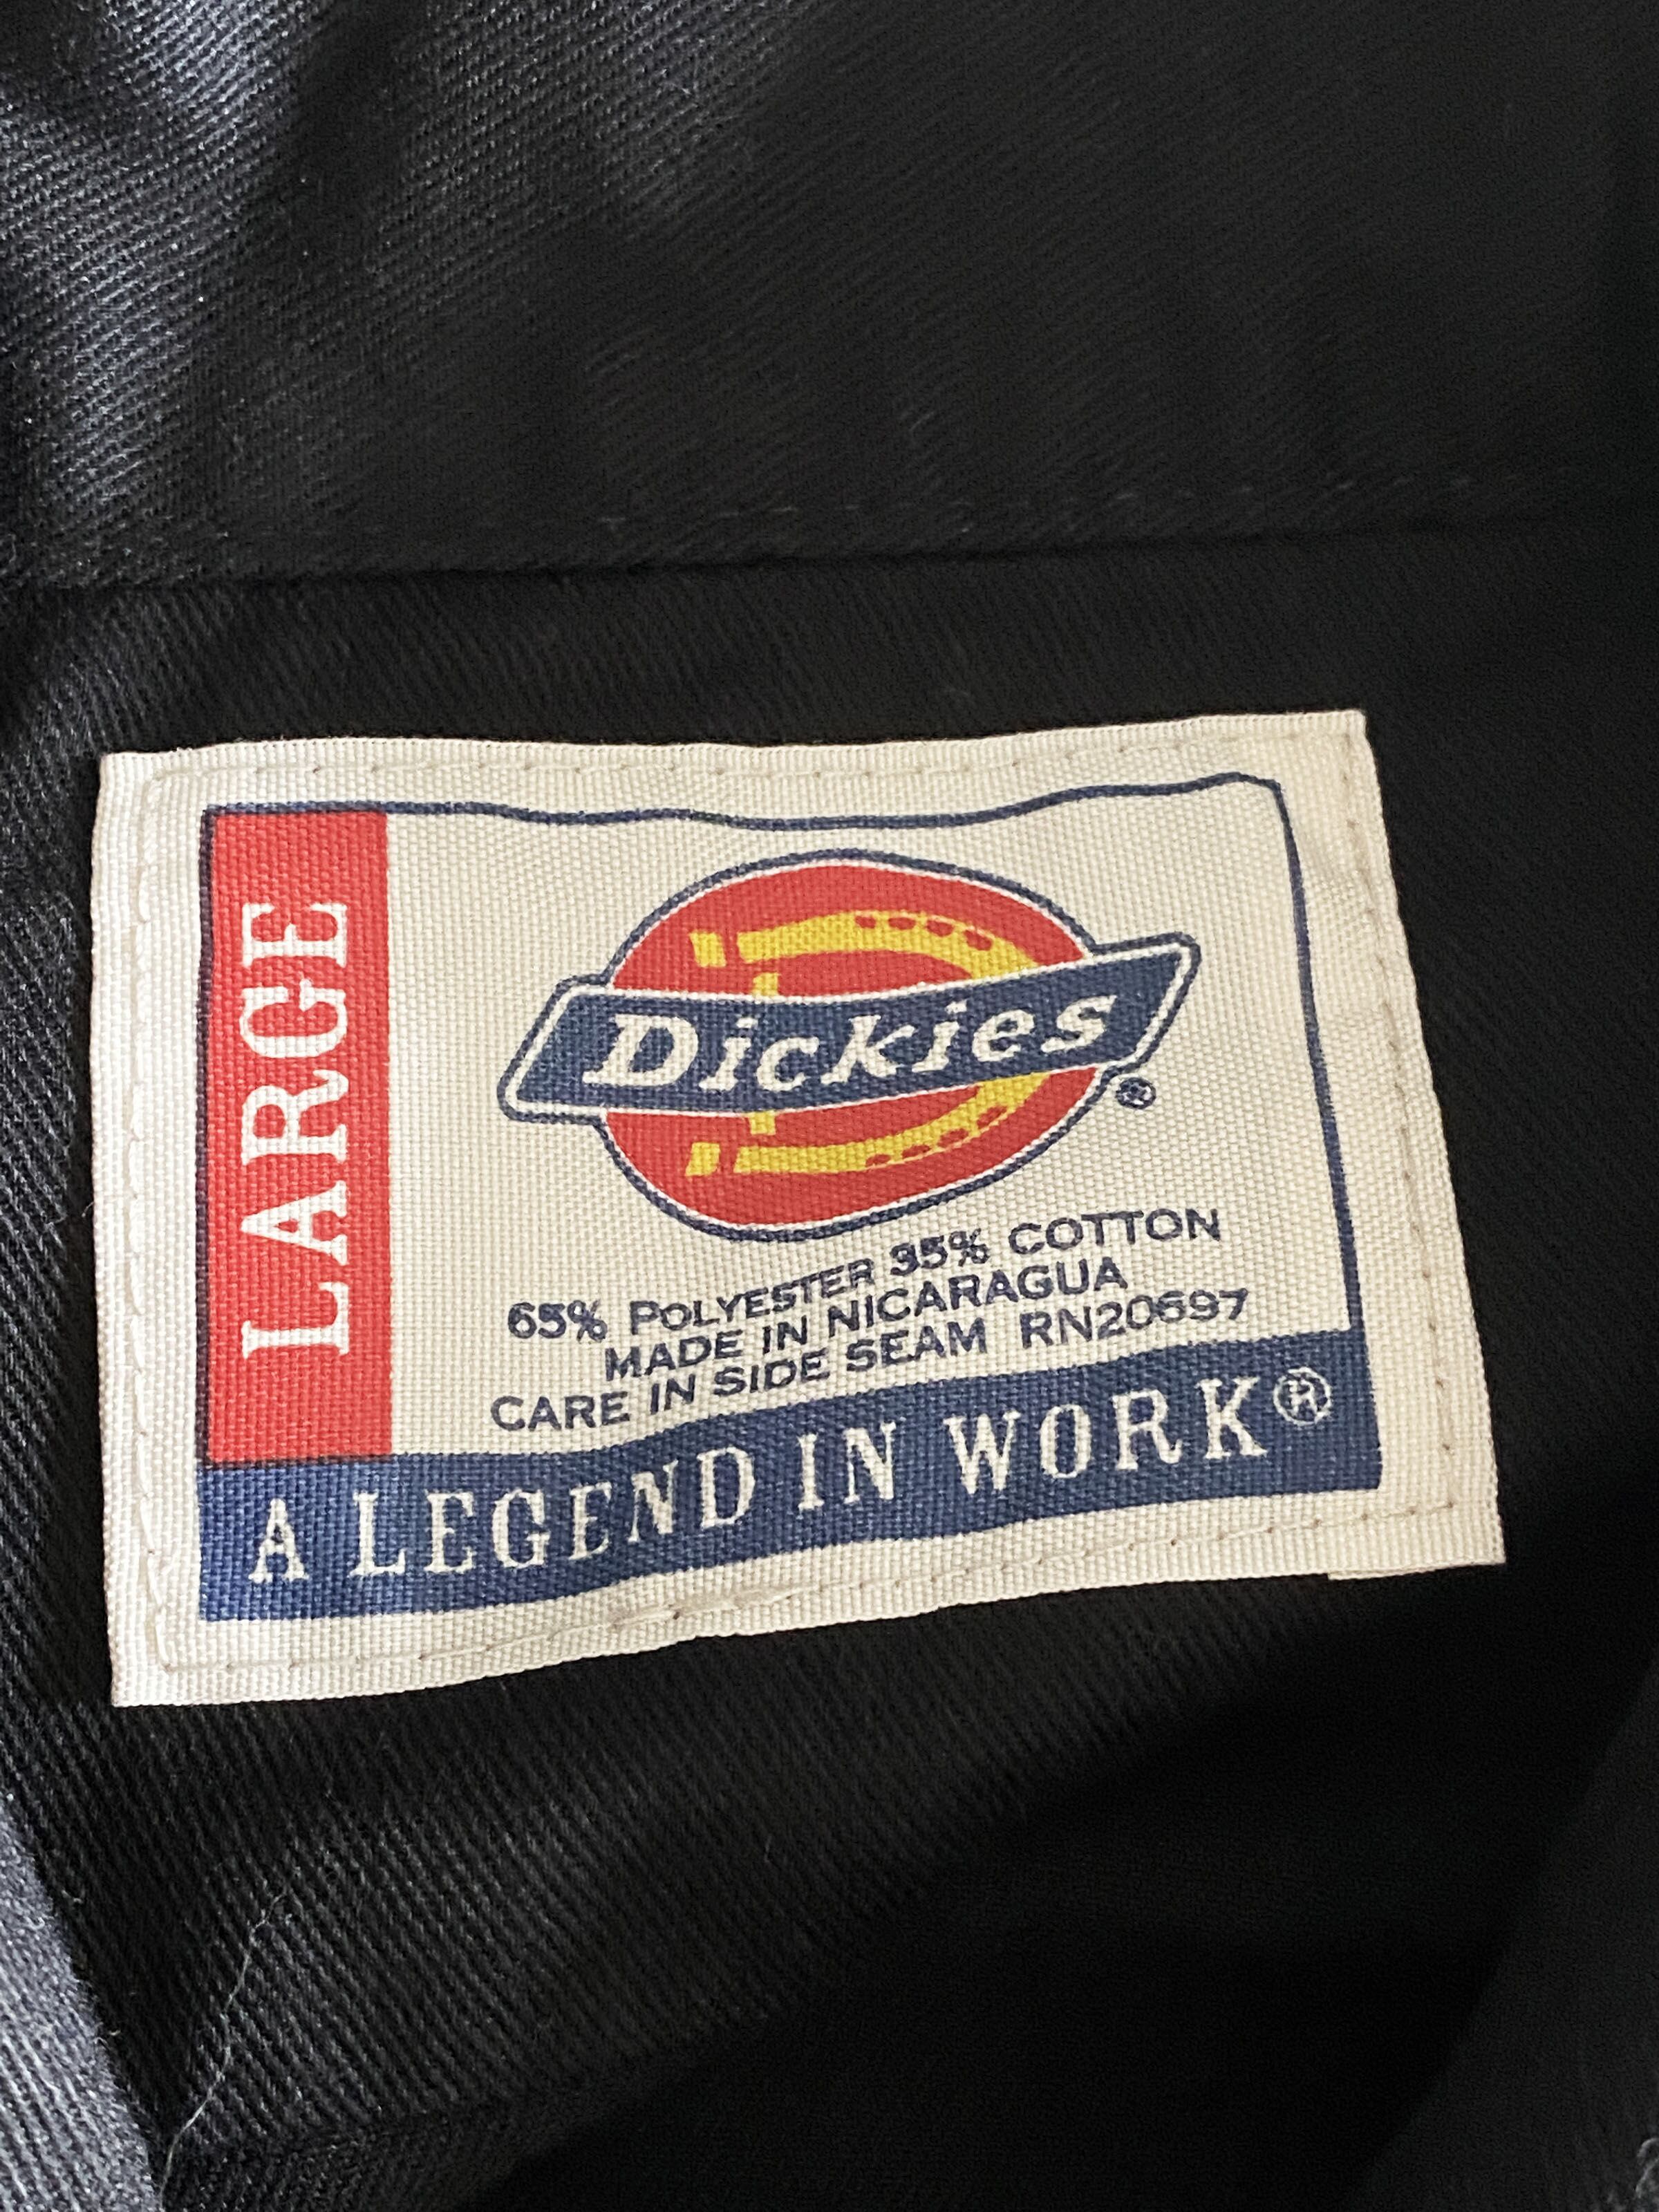 LARGE
Dickies®
65% POLYESTER 35% COTTON
MADE IN NICARAGUA
CARE IN SIDE SEAM RN20697
A LEGEND IN WORK®